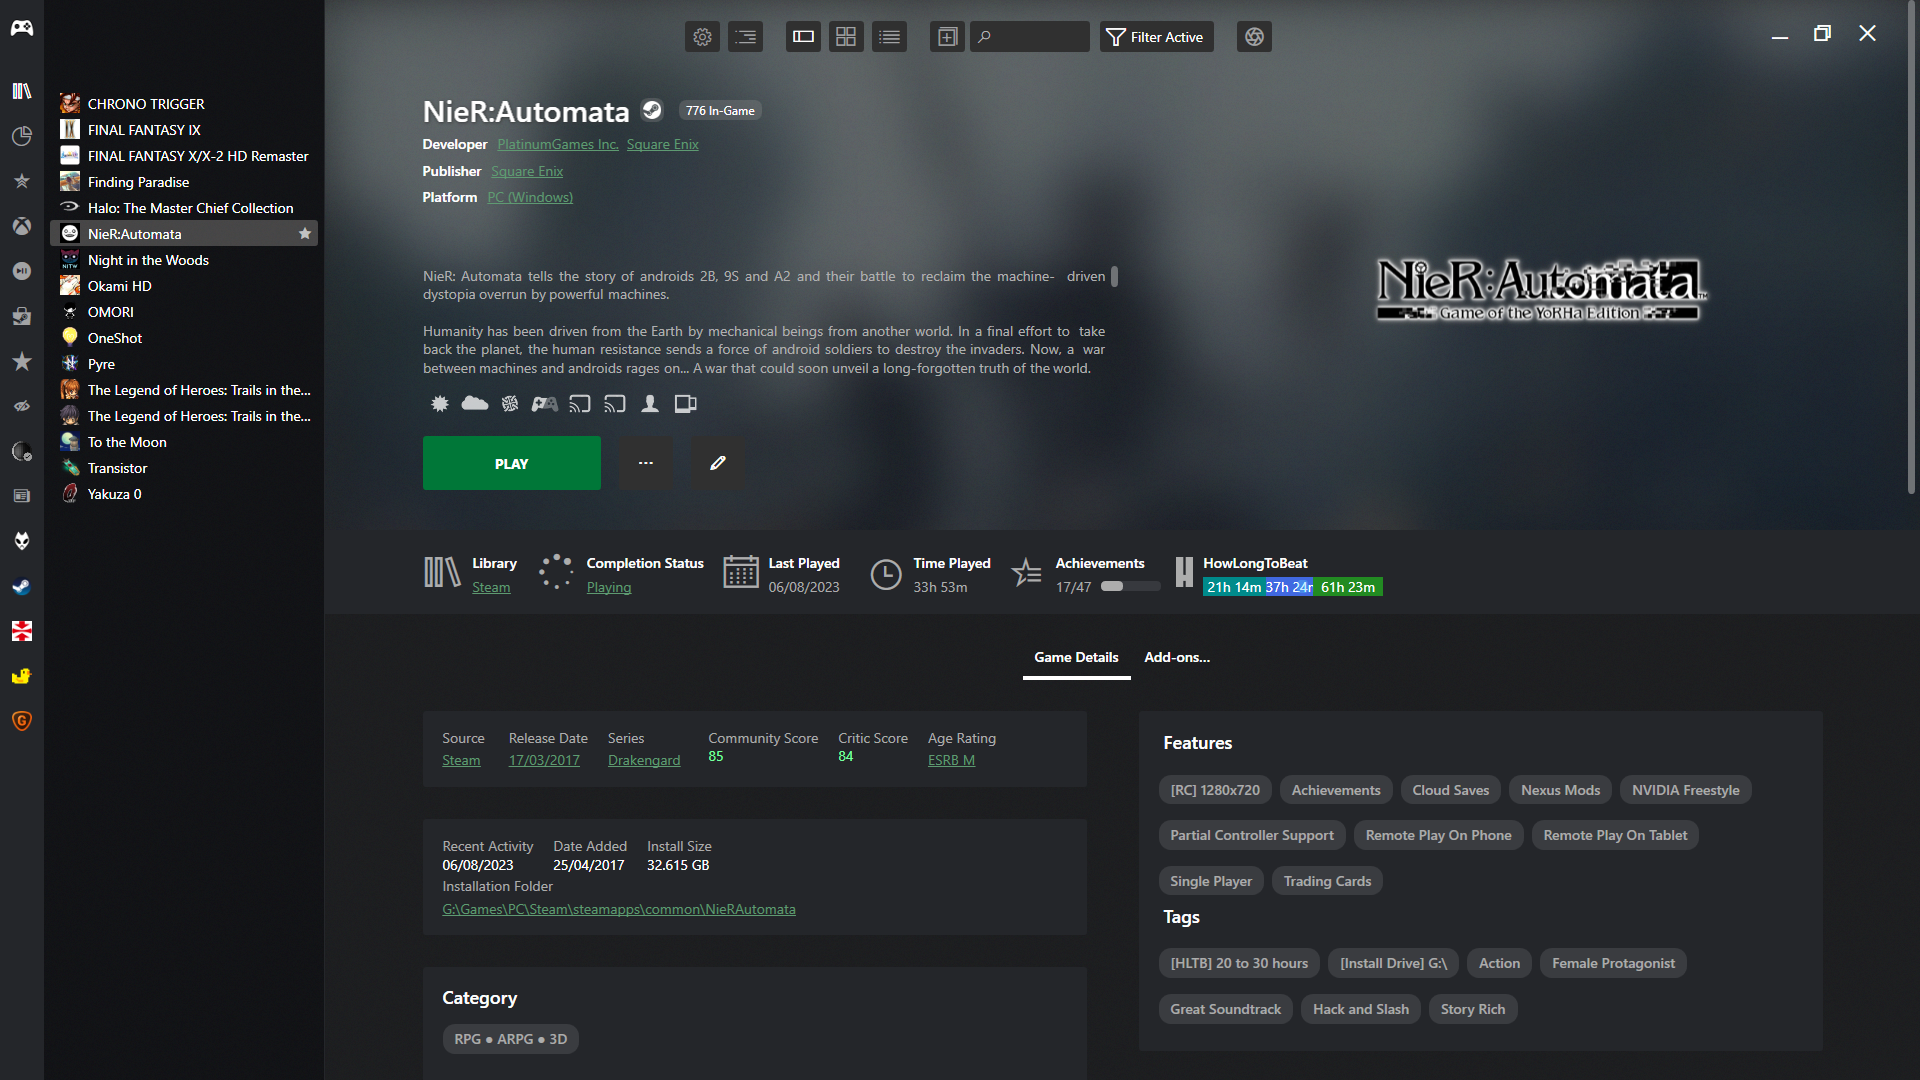 Filter Active
CHRONO TRIGGER
FINAL FANTASY IX
FINAL FANTASY X/X-2 HD Remaster
Finding Paradise
Halo: The Master Chief Collection
NieR:Automata
Night in the Woods
Okami HD
OMORI
OneShot
Pyre
The Legend of Heroes: Trails in the...
The Legend of Heroes: Trails in the...
To the Moon
Transistor
Yakuza 0
NieR:Automata 776 In-Game
Developer PlatinumGames Inc. Square Enix
Publisher Square Enix
Platform PC (Windows)
NieR: Automata tells the story of androids 2B, 9S and A2 and their battle to reclaim the machine- driven
dystopia overrun by powerful machines.
Humanity has been driven from the Earth by mechanical beings from another world. In a final effort to take
back the planet, the human resistance sends a force of android soldiers to destroy the invaders. Now, a war
between machines and androids rages on... A war that could soon unveil a long-forgotten truth of the world.
NieR:Automata™
Game of the YoRHa Edition
PLAY
Library Completion Status Last Played Time Played Achievements HowLongToBeat
Steam Playing 06/08/2023 33h 53m 17/47 21h 14m 37h 24m 61h 23m
Game Details Add-ons...
Source Release Date Series Community Score Critic Score Age Rating
Steam 17/03/2017 Drakengard 85 84 ESRB M
Recent Activity Date Added Install Size
06/08/2023 25/04/2017 32.615 GB
Installation Folder
G:\Games\PC\Steam\steamapps\common\NieRAutomata
Category
RPG ● ARPG ● 3D
Features
[RC] 1280x720 Achievements Cloud Saves Nexus Mods NVIDIA Freestyle
Partial Controller Support Remote Play On Phone Remote Play On Tablet
Single Player Trading Cards
Tags
[HLTB] 20 to 30 hours [Install Drive] G:\ Action Female Protagonist
Great Soundtrack Hack and Slash Story Rich